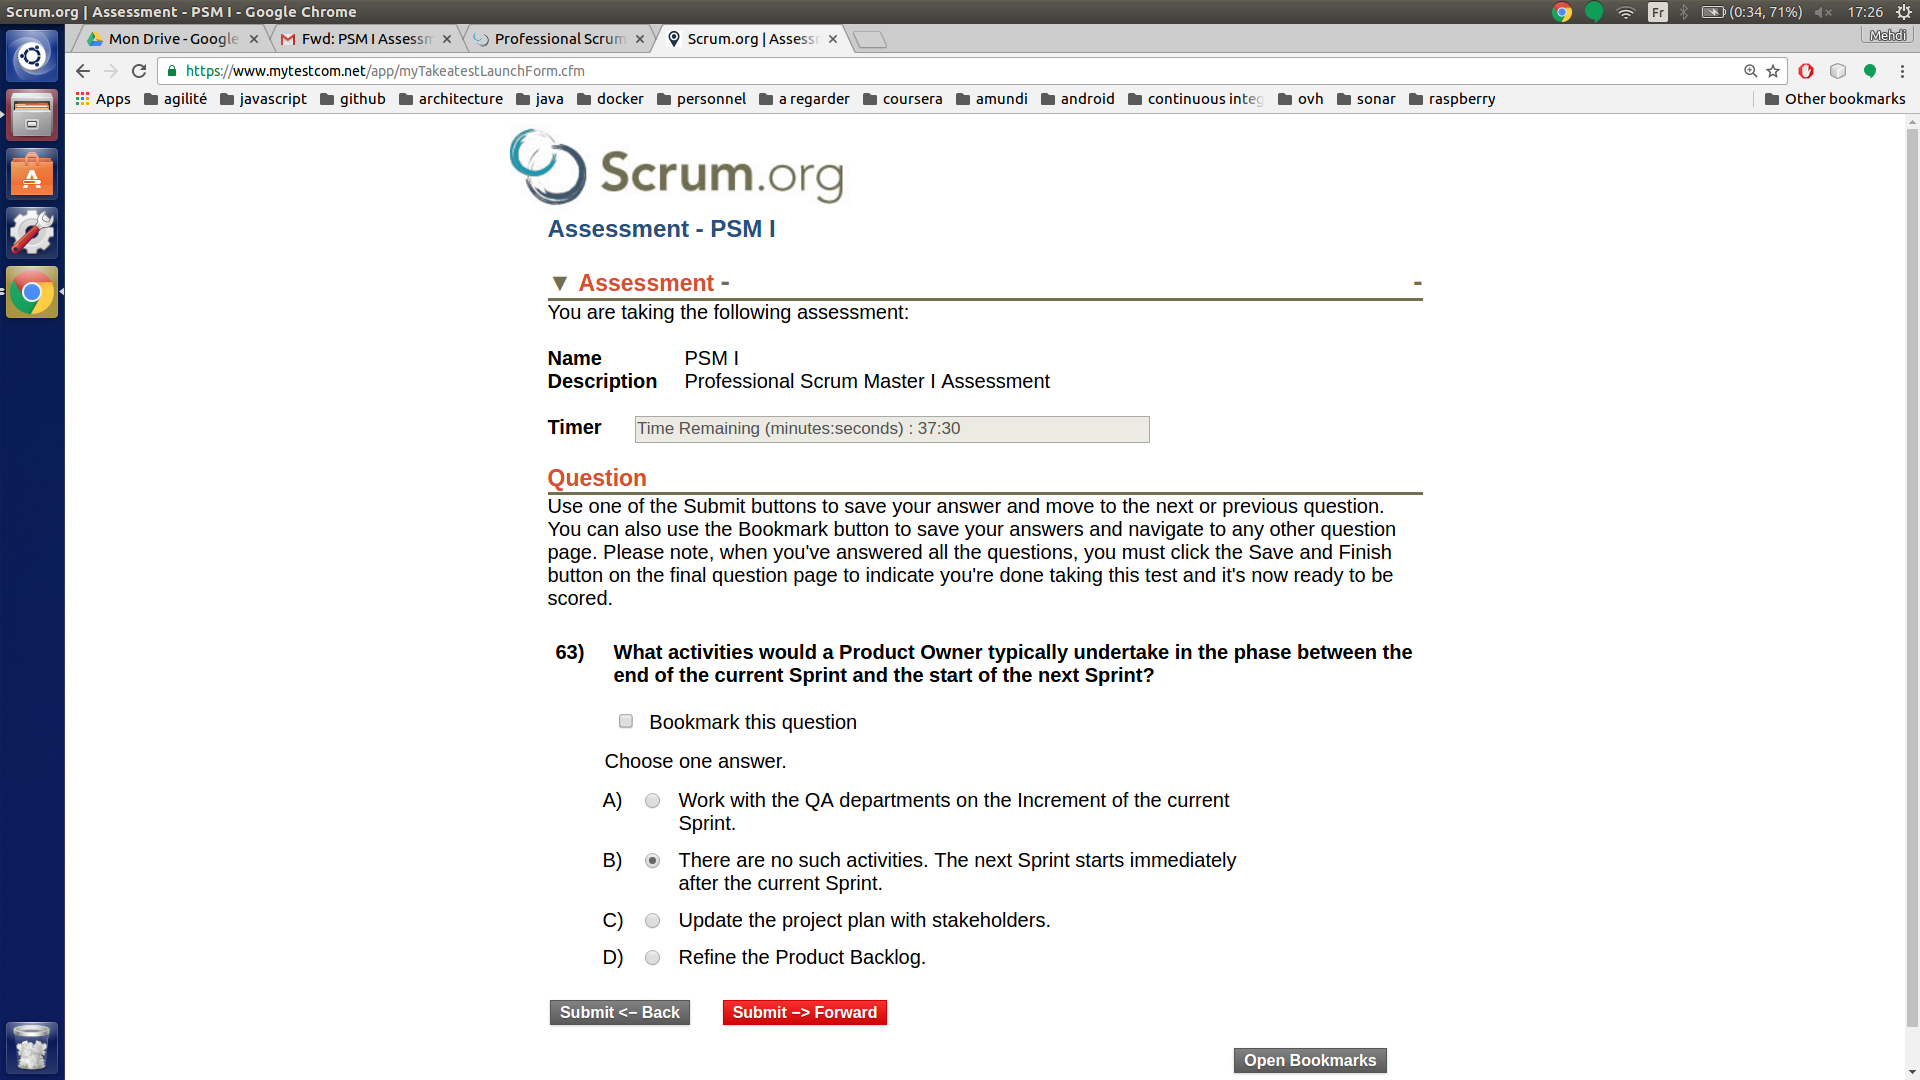 Scrum.org | Assessment - PSM I - Google Chrome
Fr
(0:34, 71%)
17:26
Mon Drive - Google
Fwd: PSM I Assessm
Professional Scrum
Scrum.org | Assess
Mehdi
https://www.mytestcom.net/app/myTakeatestLaunchForm.cfm
Apps agilité javascript github architecture java docker personnel a regarder coursera amundi android continuous integ ovh sonar raspberry Other bookmarks
Scrum.org
Assessment - PSM I
▼ Assessment - -
You are taking the following assessment:
Name PSM I
Description Professional Scrum Master I Assessment
Timer Time Remaining (minutes:seconds) : 37:30
Question
Use one of the Submit buttons to save your answer and move to the next or previous question.
You can also use the Bookmark button to save your answers and navigate to any other question
page. Please note, when you've answered all the questions, you must click the Save and Finish
button on the final question page to indicate you're done taking this test and it's now ready to be
scored.
63) What activities would a Product Owner typically undertake in the phase between the
end of the current Sprint and the start of the next Sprint?
Bookmark this question
Choose one answer.
A) Work with the QA departments on the Increment of the current
Sprint.
B) There are no such activities. The next Sprint starts immediately
after the current Sprint.
C) Update the project plan with stakeholders.
D) Refine the Product Backlog.
Submit <− Back Submit −> Forward
Open Bookmarks